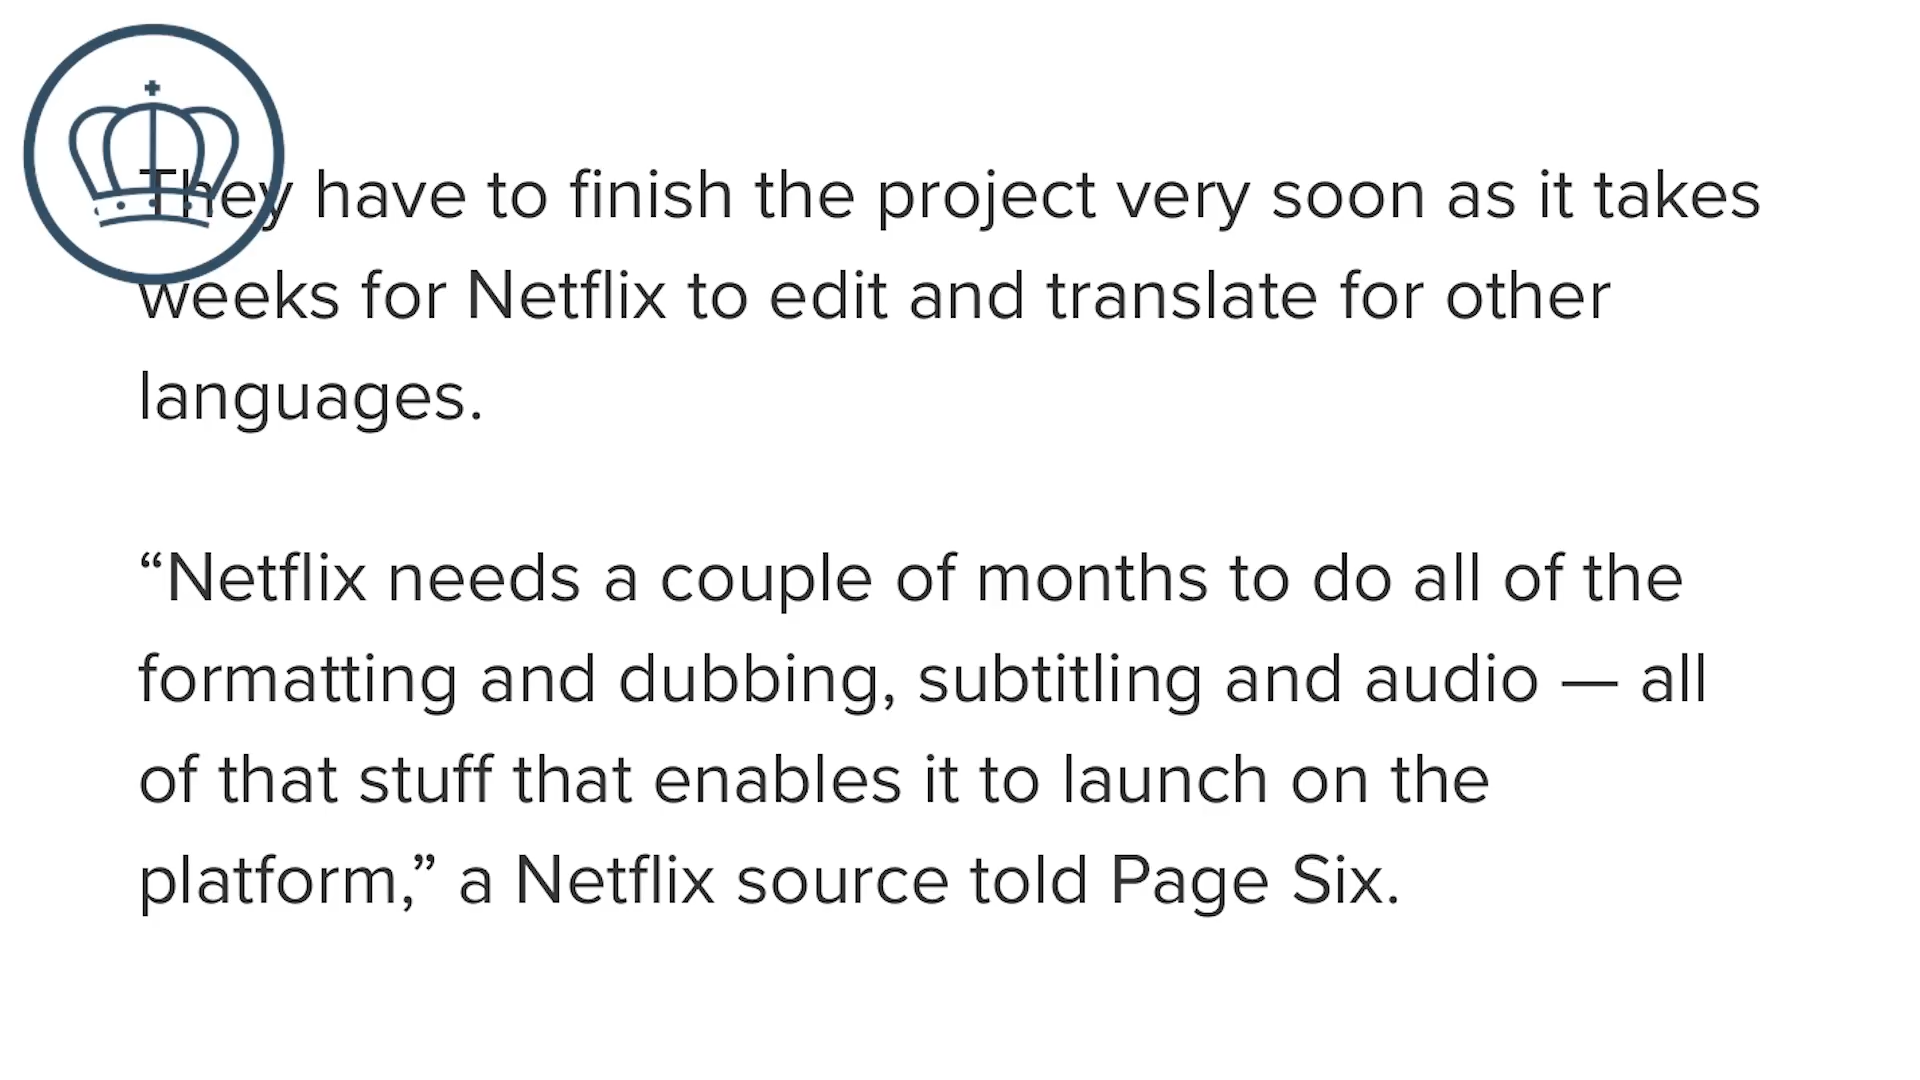 They have to finish the project very soon as it takes
weeks for Netflix to edit and translate for other
languages.
“Netflix needs a couple of months to do all of the
formatting and dubbing, subtitling and audio — all
of that stuff that enables it to launch on the
platform,” a Netflix source told Page Six.